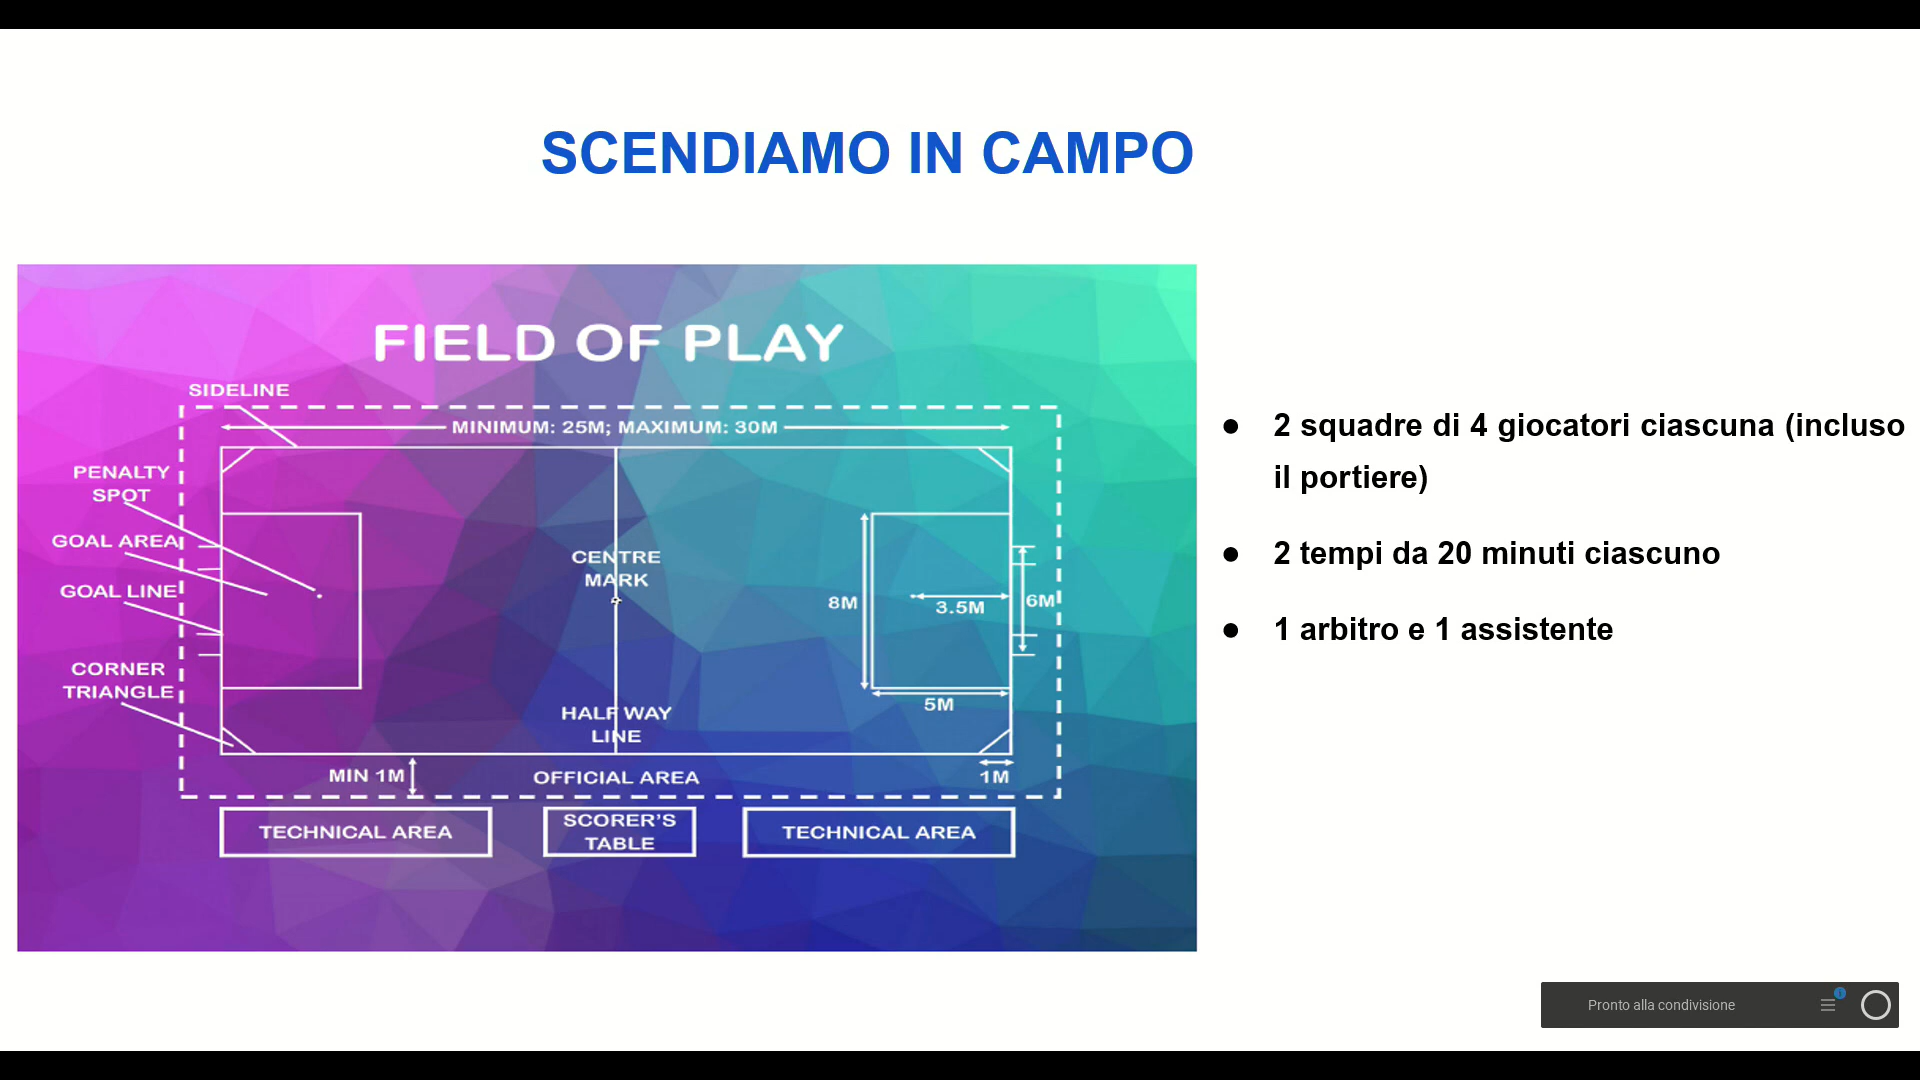 SCENDIAMO IN CAMPO
FIELD OF PLAY
SIDELINE
MINIMUM: 25M; MAXIMUM: 30M
PENALTY
SPOT
GOAL AREA
GOAL LINE
CORNER
TRIANGLE
CENTRE
MARK
8M
3.5M
6M
5M
HALF WAY
LINE
MIN 1M
OFFICIAL AREA
1M
TECHNICAL AREA
SCORER'S
TABLE
TECHNICAL AREA
● 2 squadre di 4 giocatori ciascuna (incluso
il portiere)
● 2 tempi da 20 minuti ciascuno
● 1 arbitro e 1 assistente
Pronto alla condivisione